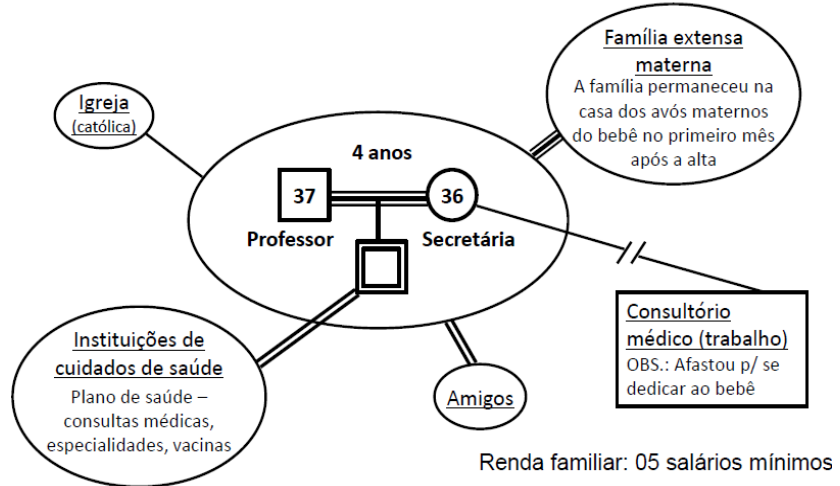 Família extensa
materna
A família permaneceu na
casa dos avós maternos
do bebê no primeiro mês
após a alta
Igreja
(católica)
4 anos
37
36
Professor
Secretária
Consultório
médico (trabalho)
OBS.: Afastou p/ se
dedicar ao bebê
Instituições de
cuidados de saúde
Plano de saúde –
consultas médicas,
especialidades, vacinas
Amigos
Renda familiar: 05 salários mínimos